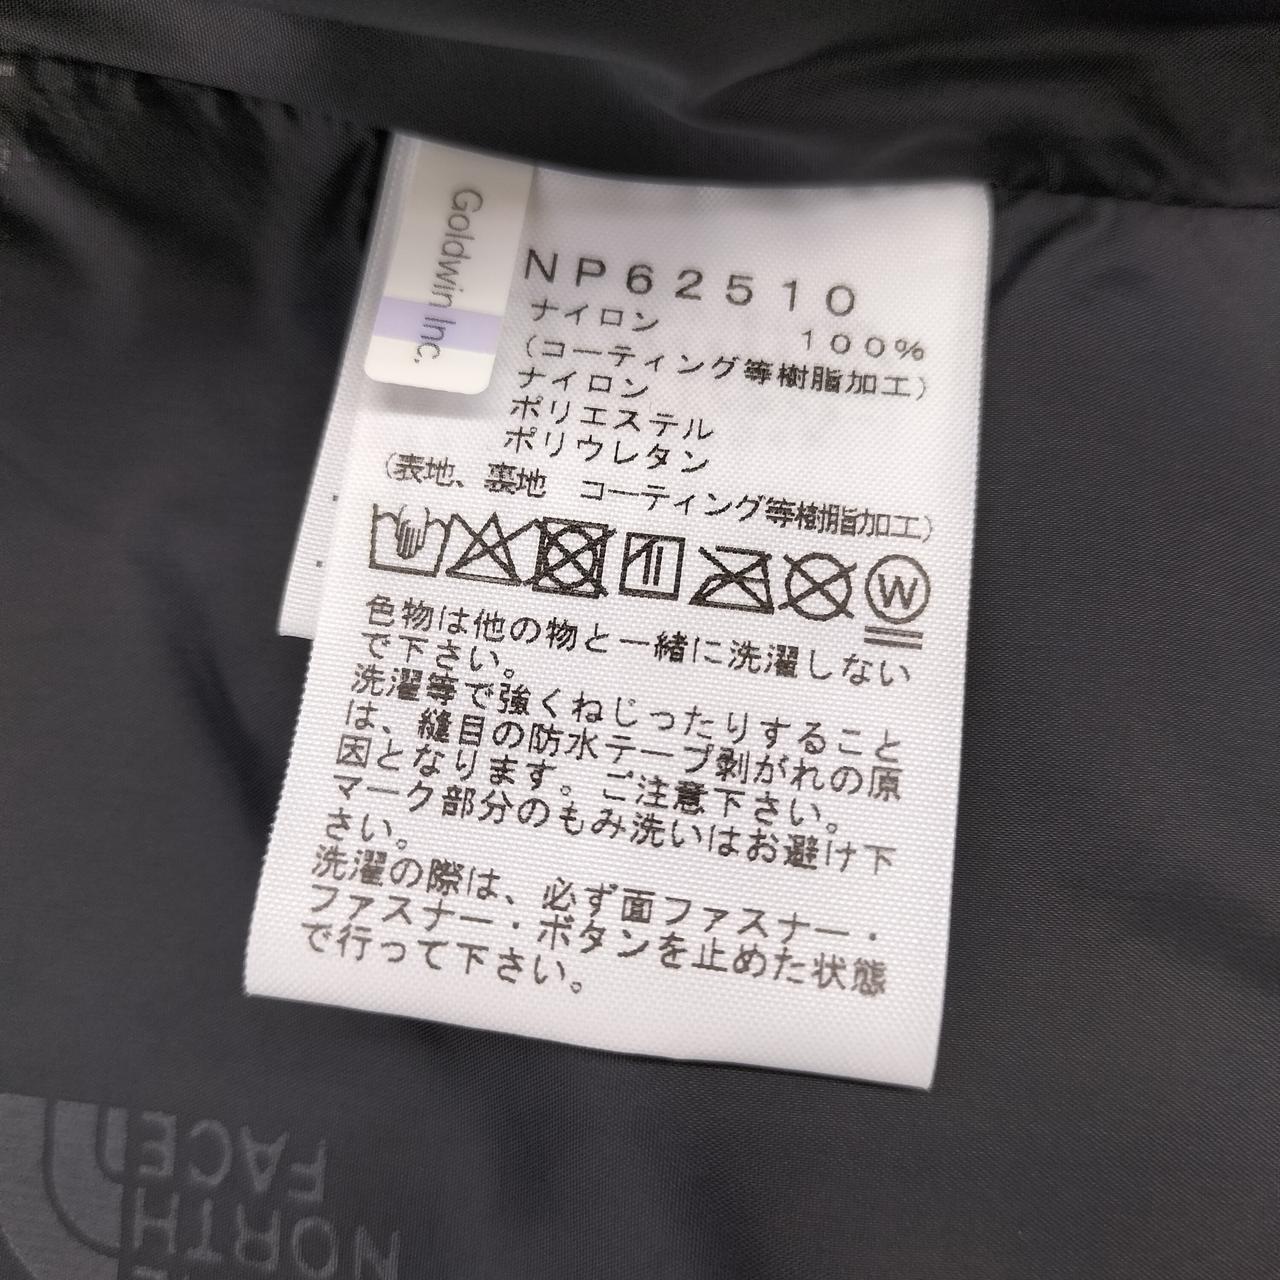 Goldwin Inc.
NP62510
ナイロン 100%
(コーティング等樹脂加工)
ナイロン
ポリエステル
ポリウレタン
(表地、裏地 コーティング等樹脂加工)
W
色物は他の物と一緒に洗濯しない
で下さい。
洗濯等で強くねじったりすること
は、縫目の防水テープ剥がれの原
因となります。ご注意下さい。
マーク部分のもみ洗いはお避け下
さい。
洗濯の際は、必ず面ファスナー・
ファスナー・ボタンを止めた状態
で行って下さい。
FACE
NORTH